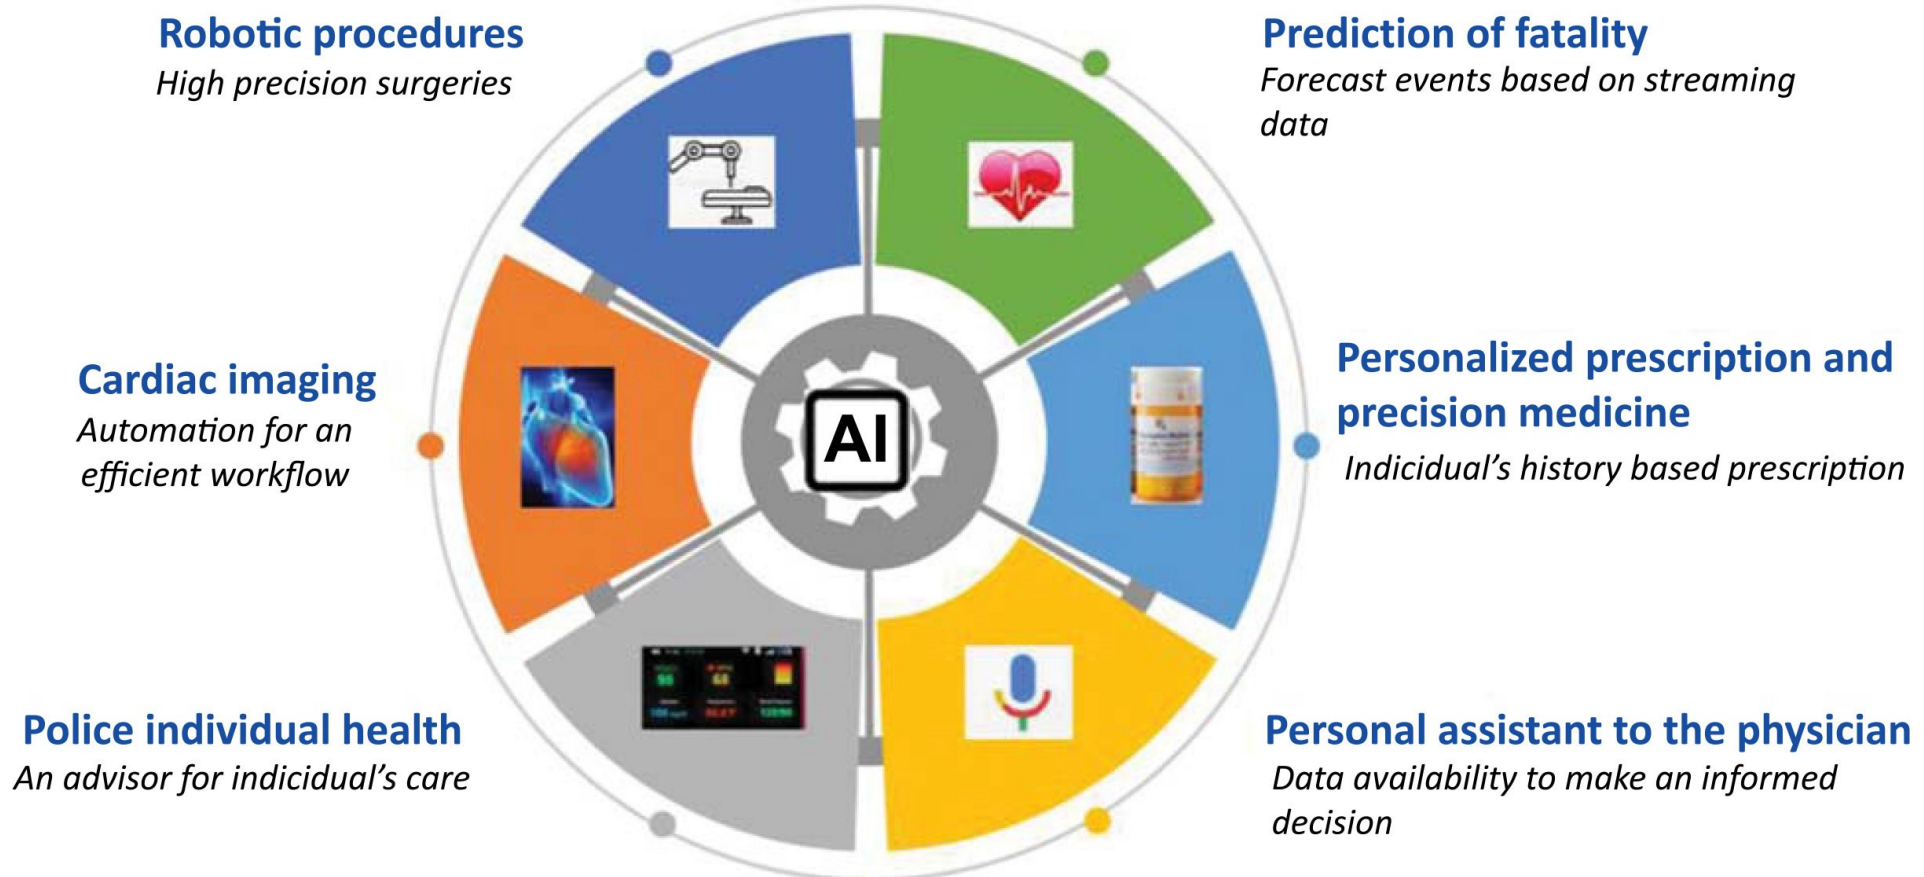 Robotic procedures
High precision surgeries
Prediction of fatality
Forecast events based on streaming
data
Cardiac imaging
Automation for an
efficient workflow
AI
Personalized prescription and
precision medicine
Indicidual’s history based prescription
Police individual health
An advisor for indicidual’s care
Personal assistant to the physician
Data availability to make an informed
decision